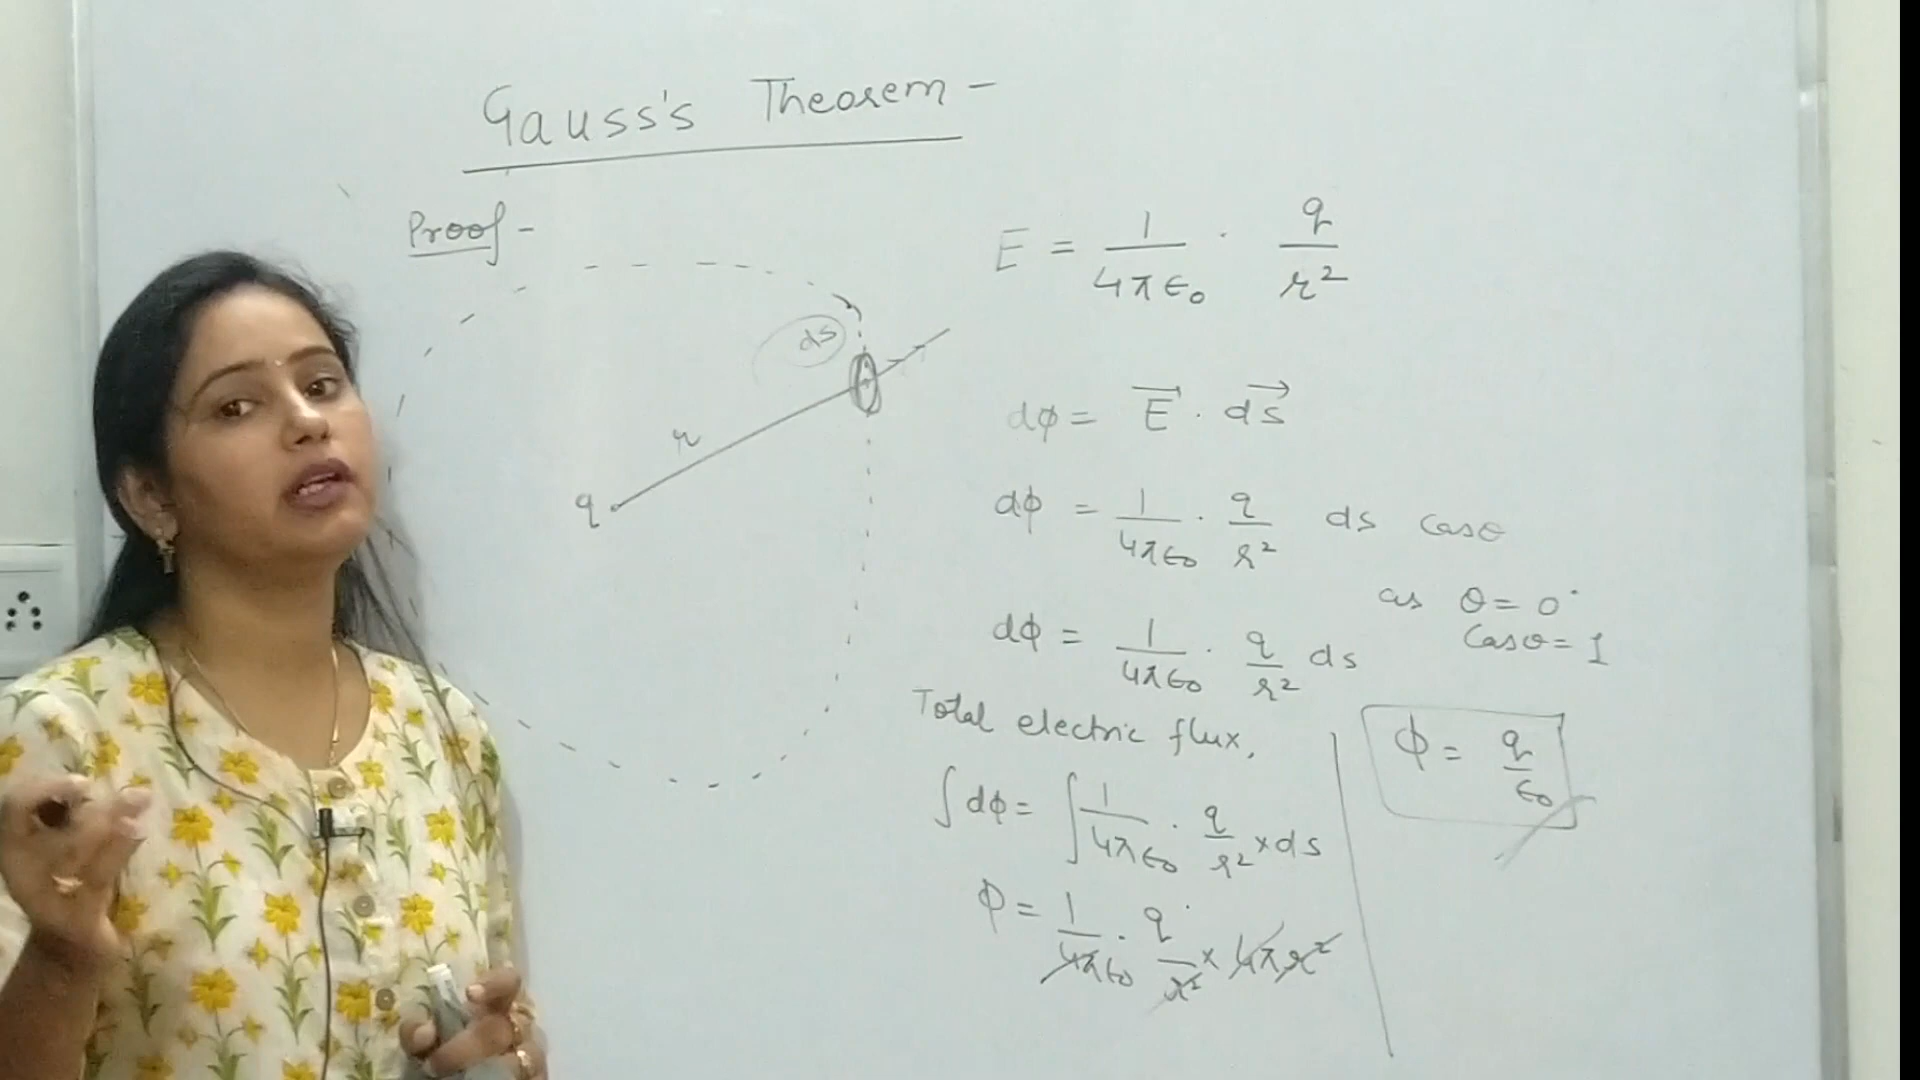 Gauss's Theorem -
Proof -
E = 1/4πε₀ · q/r²
ds
r
q
dϕ = E⃗ · ds⃗
dϕ = 1/4πε₀ · q/r² ds cosθ
as θ = 0°
cosθ = 1
dϕ = 1/4πε₀ · q/r² ds
Total electric flux,
∫dϕ = ∫1/4πε₀ · q/r² × ds
ϕ = 1/4πε₀ · q/r² × 4πr²
ϕ = q/ε₀